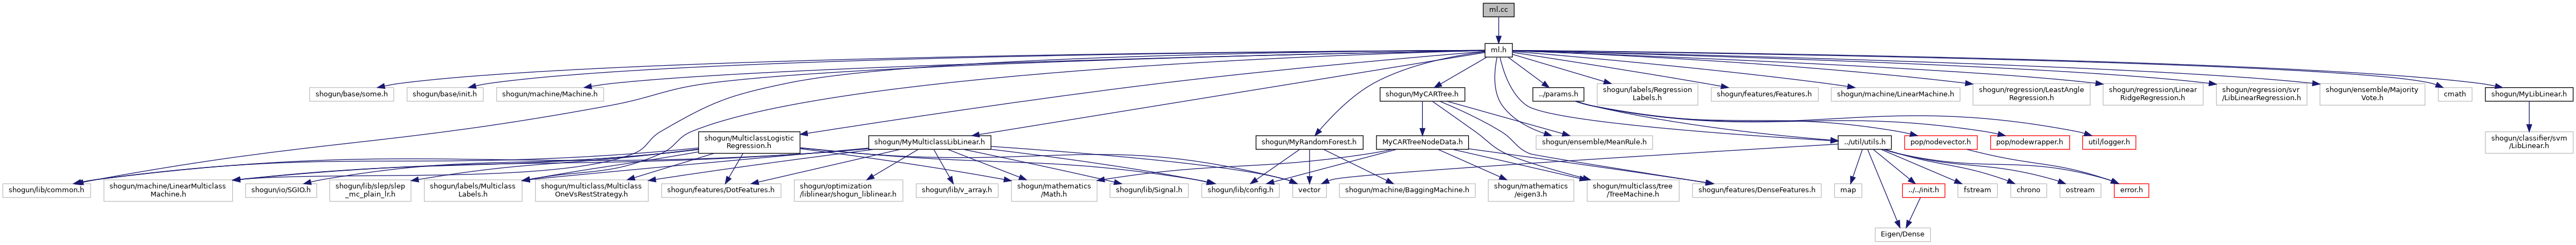 ml.cc
ml.h
shogun/base/some.h
shogun/base/init.h
shogun/machine/Machine.h
shogun/MyCARTree.h
../params.h
shogun/labels/Regression
Labels.h
shogun/features/Features.h
shogun/machine/LinearMachine.h
shogun/regression/LeastAngle
Regression.h
shogun/regression/Linear
RidgeRegression.h
shogun/regression/svr
/LibLinearRegression.h
shogun/ensemble/Majority
Vote.h
cmath
shogun/MyLibLinear.h
shogun/MulticlassLogistic
Regression.h
shogun/MyMulticlassLibLinear.h
shogun/MyRandomForest.h
MyCARTreeNodeData.h
shogun/ensemble/MeanRule.h
../util/utils.h
pop/nodevector.h
pop/nodewrapper.h
util/logger.h
shogun/classifier/svm
/LibLinear.h
shogun/lib/common.h
shogun/machine/LinearMulticlass
Machine.h
shogun/io/SGIO.h
shogun/lib/slep/slep
_mc_plain_lr.h
shogun/labels/Multiclass
Labels.h
shogun/multiclass/Multiclass
OneVsRestStrategy.h
shogun/features/DotFeatures.h
shogun/optimization
/liblinear/shogun_liblinear.h
shogun/lib/v_array.h
shogun/mathematics
/Math.h
shogun/lib/Signal.h
shogun/lib/config.h
vector
shogun/machine/BaggingMachine.h
shogun/mathematics
/eigen3.h
shogun/multiclass/tree
/TreeMachine.h
shogun/features/DenseFeatures.h
map
../../init.h
fstream
chrono
ostream
error.h
Eigen/Dense